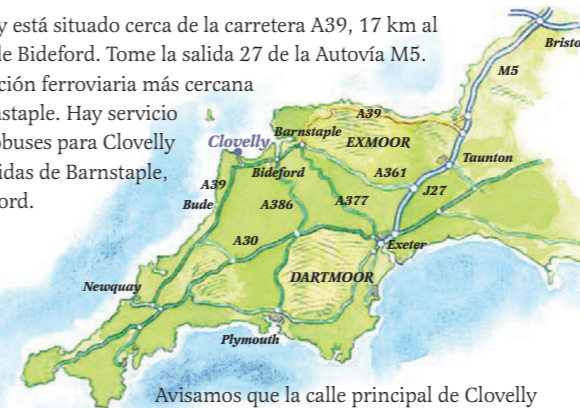 y está situado cerca de la carretera A39, 17 km al
de Bideford. Tome la salida 27 de la Autovía M5.
ción ferroviaria más cercana
nstaple. Hay servicio
obuses para Clovelly
idas de Barnstaple,
ord.
Bristo
M5
A39
Barnstaple
EXMOOR
Clovelly
Taunton
Bideford
A361
A39
J27
Bude
A386
A377
A30
Exeter
DARTMOOR
Newquay
Plymouth
Avisamos que la calle principal de Clovelly